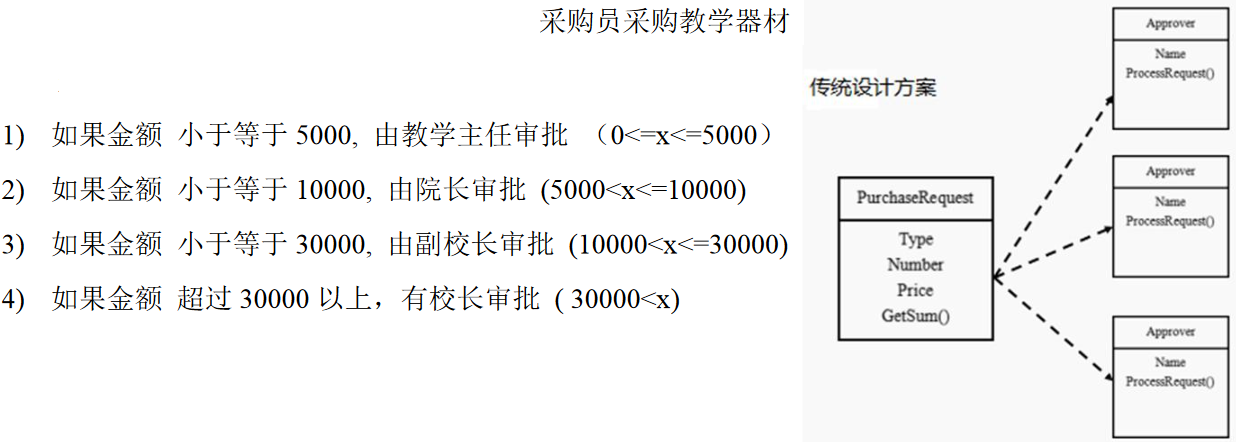 采购员采购教学器材
1) 如果金额 小于等于 5000, 由教学主任审批 （0<=x<=5000）
2) 如果金额 小于等于 10000, 由院长审批 (5000<x<=10000)
3) 如果金额 小于等于 30000, 由副校长审批 (10000<x<=30000)
4) 如果金额 超过 30000 以上，有校长审批 ( 30000<x)
传统设计方案
PurchaseRequest
Type
Number
Price
GetSum()
Approver
Name
ProcessRequest()
Approver
Name
ProcessRequest()
Approver
Name
ProcessRequest()